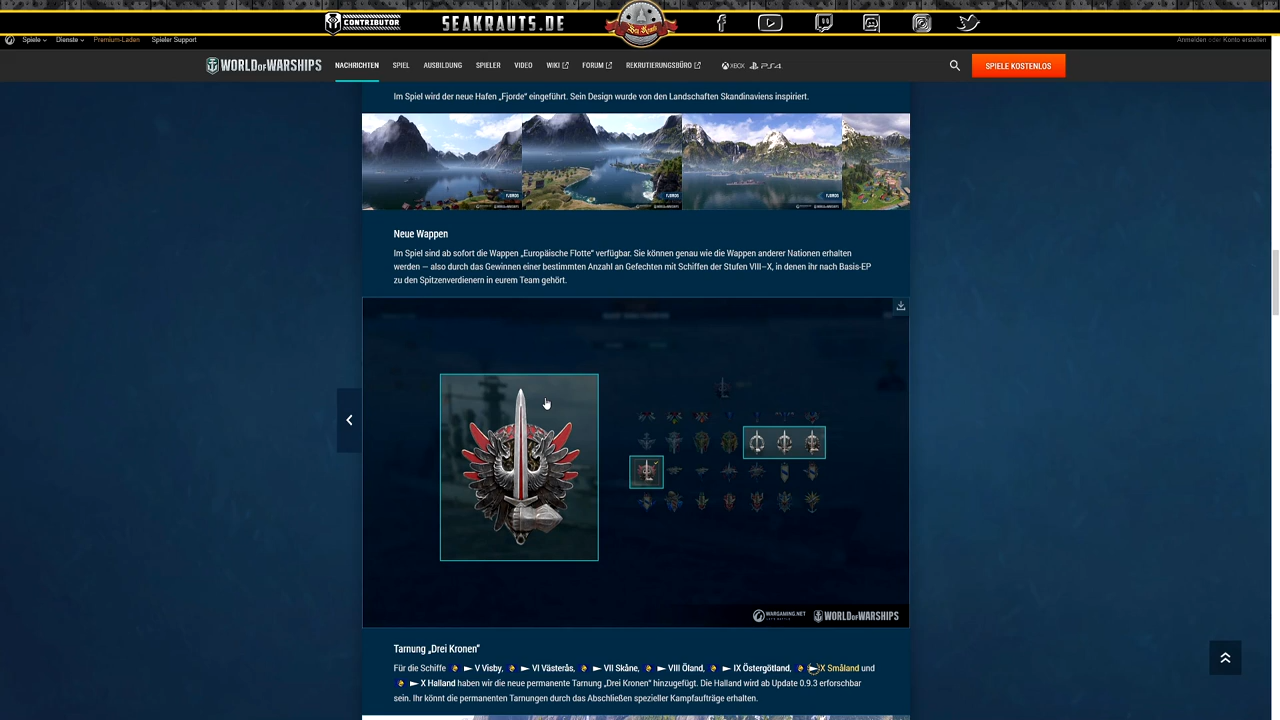 CONTRIBUTOR
SEAKRAUTS.DE
Sea Krauts
Spiele
Dienste
Premium-Laden
Spieler Support
Anmelden oder Konto erstellen
WORLD OF WARSHIPS
NACHRICHTEN
SPIEL
AUSBILDUNG
SPIELER
VIDEO
WIKI
FORUM
REKRUTIERUNGSBÜRO
XBOX
PS4
SPIELE KOSTENLOS
Im Spiel wird der neue Hafen „Fjorde" eingeführt. Sein Design wurde von den Landschaften Skandinaviens inspiriert.
FJORDS
FJORDS
FJORDS
Neue Wappen
Im Spiel sind ab sofort die Wappen „Europäische Flotte" verfügbar. Sie können genau wie die Wappen anderer Nationen erhalten
werden — also durch das Gewinnen einer bestimmten Anzahl an Gefechten mit Schiffen der Stufen VIII–X, in denen ihr nach Basis-EP
zu den Spitzenverdienern in eurem Team gehört.
WARGAMING.NET
LET'S BATTLE
WORLD OF WARSHIPS
Tarnung „Drei Kronen"
Für die Schiffe V Visby, VI Västerås, VII Skåne, VIII Öland, IX Östergötland, X Småland und
X Halland haben wir die neue permanente Tarnung „Drei Kronen" hinzugefügt. Die Halland wird ab Update 0.9.3 erforschbar
sein. Ihr könnt die permanenten Tarnungen durch das Abschließen spezieller Kampfaufträge erhalten.